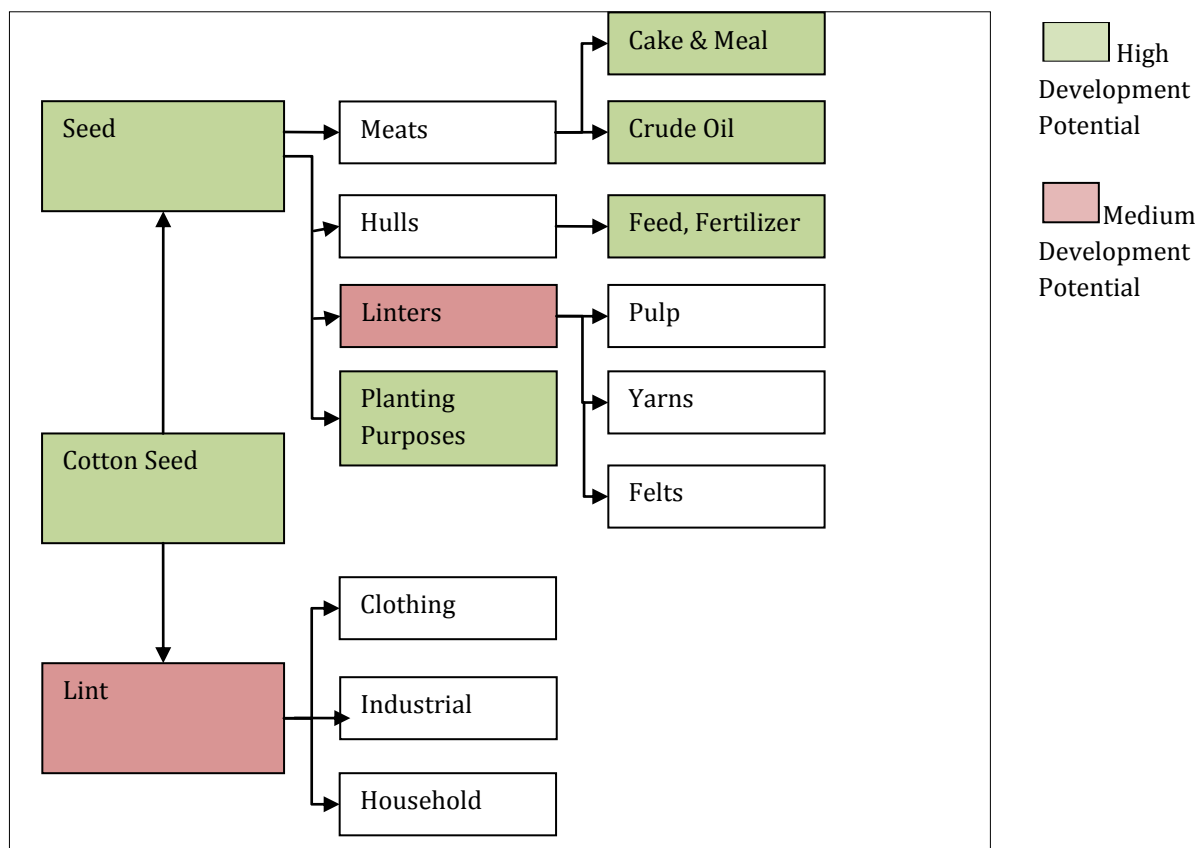 Cake & Meal
Seed
Meats
Crude Oil
Hulls
Feed, Fertilizer
Linters
Pulp
Planting
Purposes
Yarns
Cotton Seed
Felts
Clothing
Lint
Industrial
Household
High
Development
Potential
Medium
Development
Potential